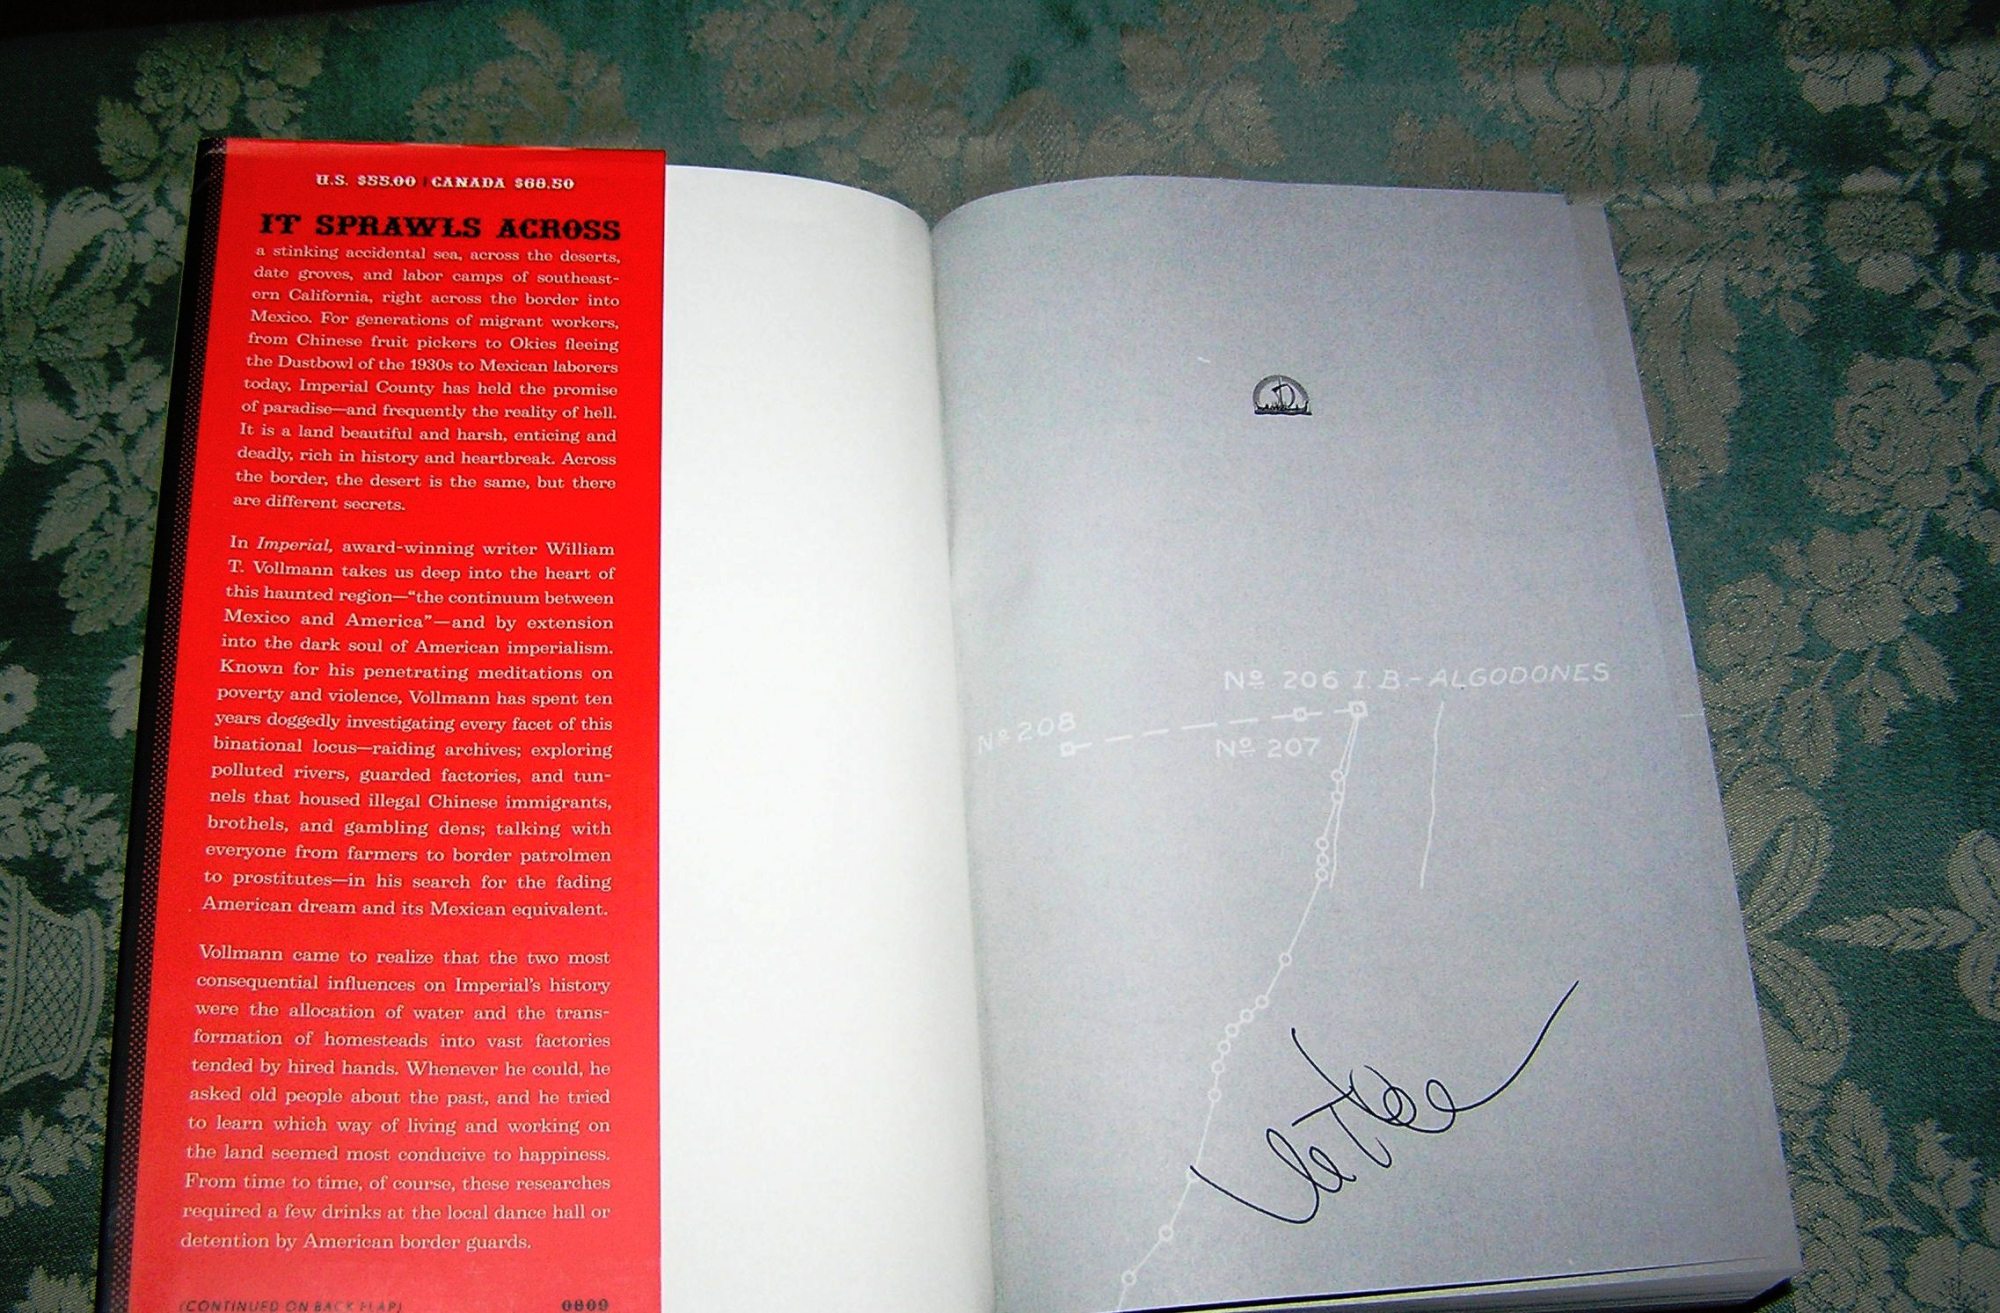 U.S. $55.00 | CANADA $68.50
IT SPRAWLS ACROSS
a stinking accidental sea, across the deserts,
date groves, and labor camps of southeast-
ern California, right across the border into
Mexico. For generations of migrant workers,
from Chinese fruit pickers to Okies fleeing
the Dustbowl of the 1930s to Mexican laborers
today, Imperial County has held the promise
of paradise—and frequently the reality of hell.
It is a land beautiful and harsh, enticing and
deadly, rich in history and heartbreak. Across
the border, the desert is the same, but there
are different secrets.
In Imperial, award-winning writer William
T. Vollmann takes us deep into the heart of
this haunted region—“the continuum between
Mexico and America”—and by extension
into the dark soul of American imperialism.
Known for his penetrating meditations on
poverty and violence, Vollmann has spent ten
years doggedly investigating every facet of this
binational locus—raiding archives; exploring
polluted rivers, guarded factories, and tun-
nels that housed illegal Chinese immigrants,
brothels, and gambling dens; talking with
everyone from farmers to border patrolmen
to prostitutes—in his search for the fading
American dream and its Mexican equivalent.
Vollmann came to realize that the two most
consequential influences on Imperial’s history
were the allocation of water and the trans-
formation of homesteads into vast factories
tended by hired hands. Whenever he could, he
asked old people about the past, and he tried
to learn which way of living and working on
the land seemed most conducive to happiness.
From time to time, of course, these researches
required a few drinks at the local dance hall or
detention by American border guards.
(CONTINUED ON BACK FLAP) 0809
Nº 206 I.B-ALGODONES
Nº 208
Nº 207